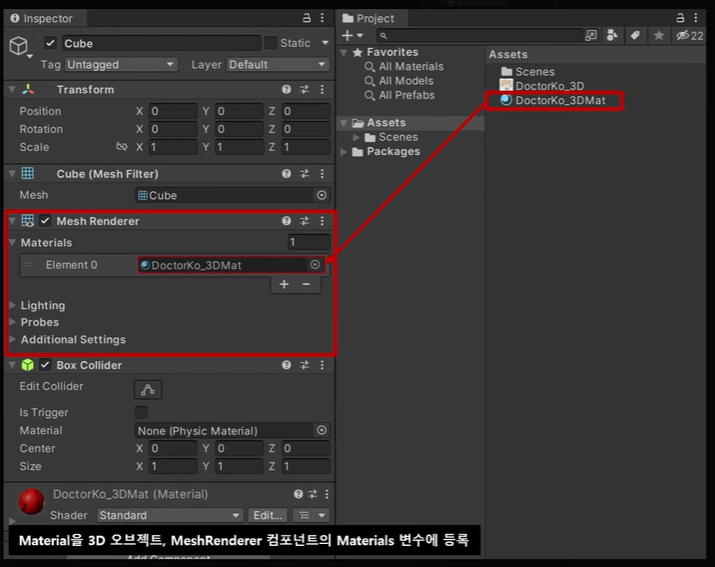 Inspector
Cube
Static
Tag Untagged Layer Default
Transform
Position X 0 Y 0 Z 0
Rotation X 0 Y 0 Z 0
Scale X 1 Y 1 Z 1
Cube (Mesh Filter)
Mesh Cube
Mesh Renderer
Materials 1
Element 0 DoctorKo_3DMat
+ −
Lighting
Probes
Additional Settings
Box Collider
Edit Collider
Is Trigger
Material None (Physic Material)
Center X 0 Y 0 Z 0
Size X 1 Y 1 Z 1
DoctorKo_3DMat (Material)
Shader Standard Edit...
Material을 3D 오브젝트, MeshRenderer 컴포넌트의 Materials 변수에 등록
Add Component
Project
+
22
Favorites
All Materials
All Models
All Prefabs
Assets
Scenes
Packages
Assets
Scenes
DoctorKo_3D
DoctorKo_3DMat